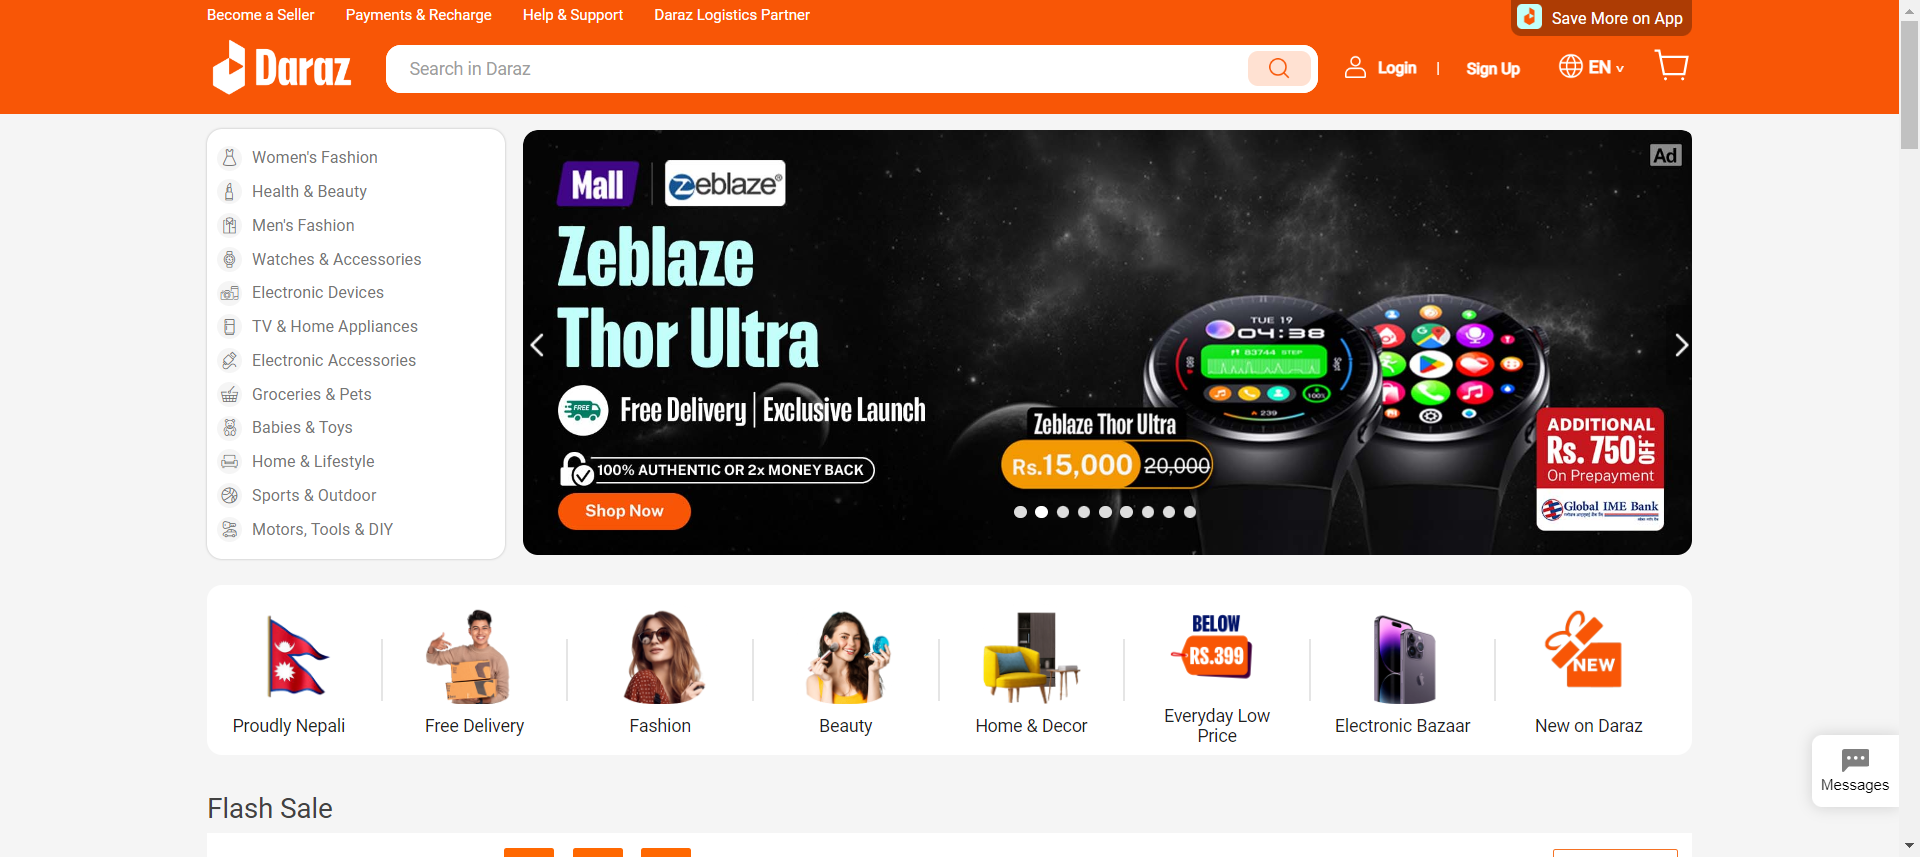 Become a Seller
Payments & Recharge
Help & Support
Daraz Logistics Partner
Save More on App
Daraz
Search in Daraz
Login
|
Sign Up
EN
Women's Fashion
Health & Beauty
Men's Fashion
Watches & Accessories
Electronic Devices
TV & Home Appliances
Electronic Accessories
Groceries & Pets
Babies & Toys
Home & Lifestyle
Sports & Outdoor
Motors, Tools & DIY
Ad
Mall
Zeblaze®
Zeblaze
Thor Ultra
FREE
Free Delivery | Exclusive Launch
100% AUTHENTIC OR 2x MONEY BACK
Shop Now
TUE 19
04:38
83744 STEP
Sept
100%
239
Zeblaze Thor Ultra
Rs.15,000 20,000
ADDITIONAL
Rs. 750 OFF
On Prepayment
Global IME Bank
Proudly Nepali
Free Delivery
Fashion
Beauty
Home & Decor
BELOW
RS.399
Everyday Low
Price
Electronic Bazaar
NEW
New on Daraz
Messages
Flash Sale